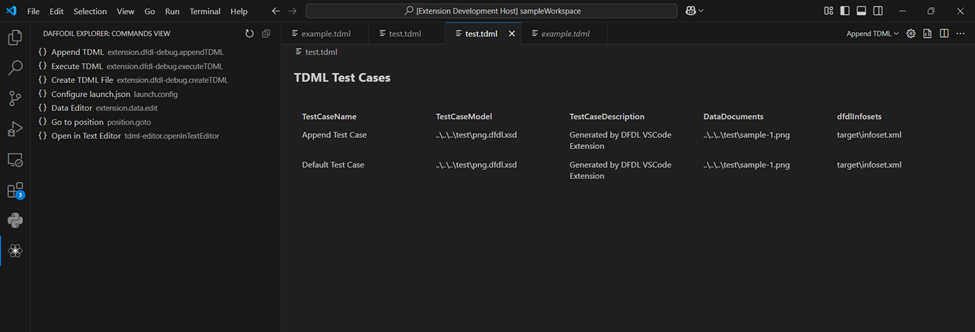 File Edit Selection View Go Run Terminal Help
[Extension Development Host] sampleWorkspace
DAFFODIL EXPLORER: COMMANDS VIEW
{} Append TDML extension.dfdl-debug.appendTDML
{} Execute TDML extension.dfdl-debug.executeTDML
{} Create TDML File extension.dfdl-debug.createTDML
{} Configure launch.json launch.config
{} Data Editor extension.data.edit
{} Go to position position.goto
{} Open in Text Editor tdml-editor.openInTextEditor
3
example.tdml test.tdml test.tdml example.tdml
Append TDML
test.tdml
TDML Test Cases
TestCaseName TestCaseModel TestCaseDescription DataDocuments dfdlInfosets
Append Test Case ..\..\..\test\png.dfdl.xsd Generated by DFDL VSCode ..\..\..\test\sample-1.png target\infoset.xml
Extension
Default Test Case ..\..\..\test\png.dfdl.xsd Generated by DFDL VSCode ..\..\..\test\sample-1.png target\infoset.xml
Extension